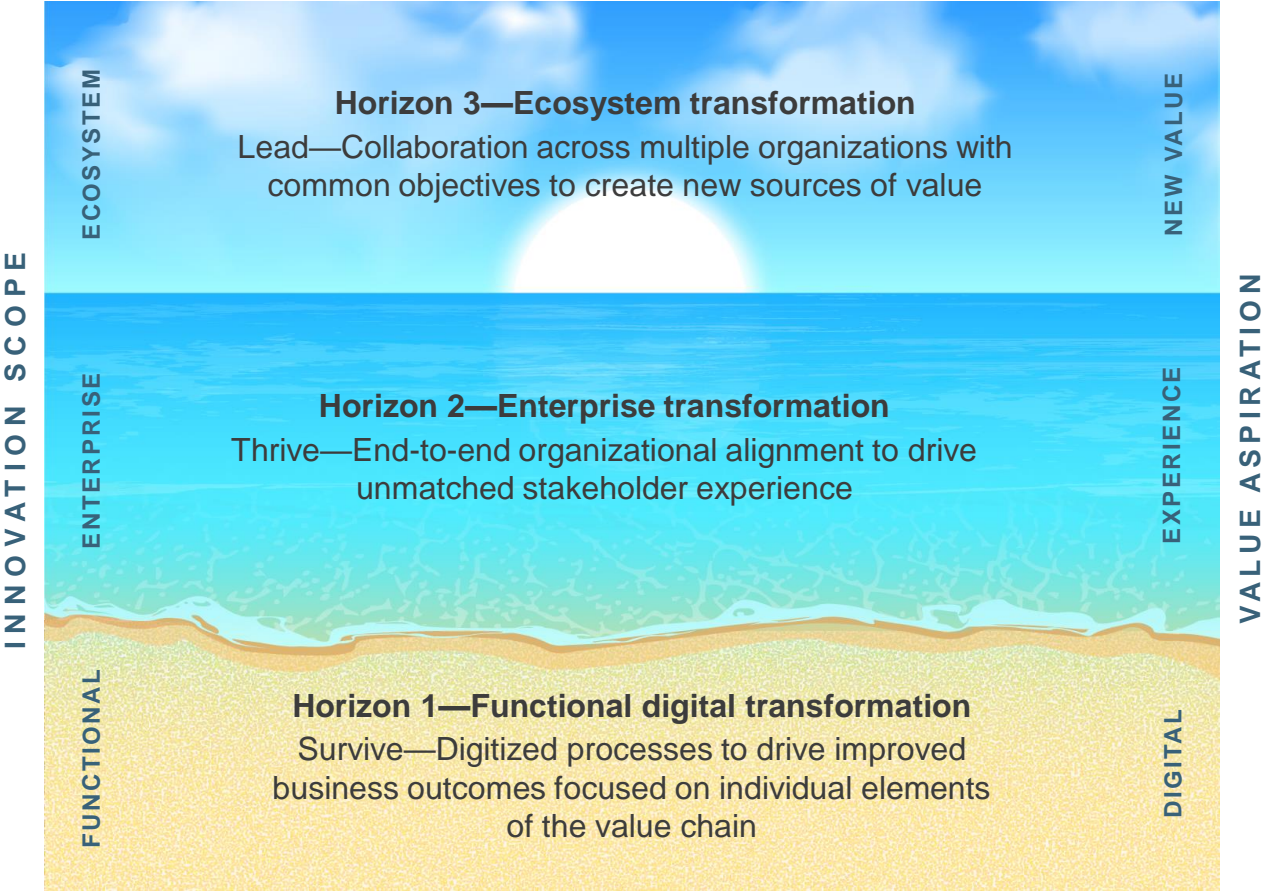 INNOVATION SCOPE
ECOSYSTEM
Horizon 3—Ecosystem transformation
Lead—Collaboration across multiple organizations with
common objectives to create new sources of value
NEW VALUE
ENTERPRISE
Horizon 2—Enterprise transformation
Thrive—End-to-end organizational alignment to drive
unmatched stakeholder experience
EXPERIENCE
FUNCTIONAL
Horizon 1—Functional digital transformation
Survive—Digitized processes to drive improved
business outcomes focused on individual elements
of the value chain
DIGITAL
VALUE ASPIRATION